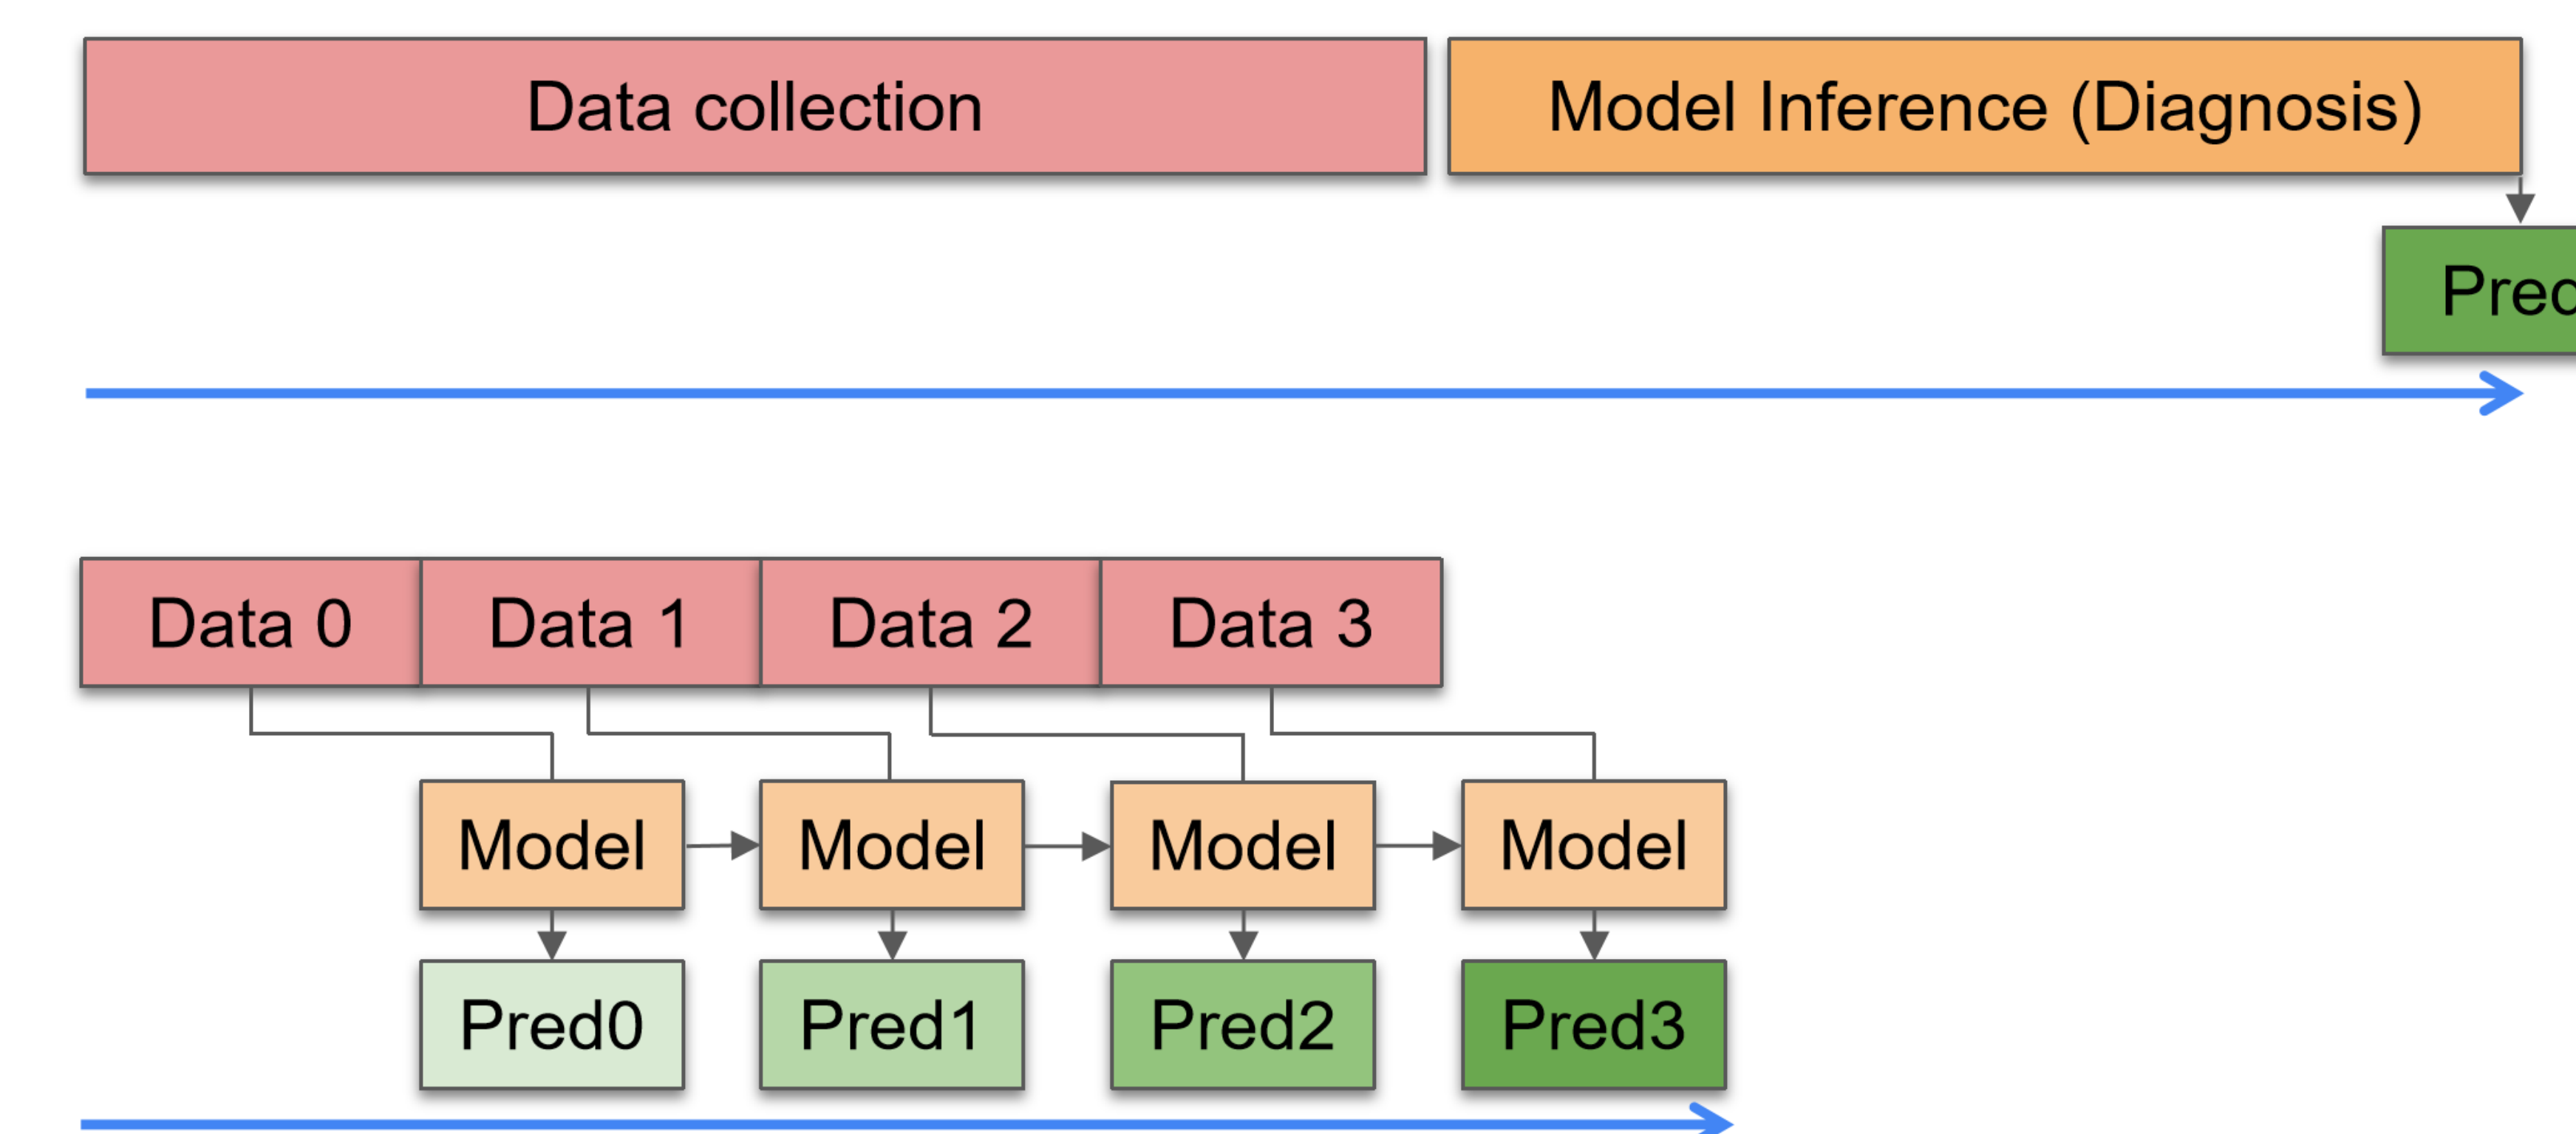 Data collection
Model Inference (Diagnosis)
Pred
Data 0
Data 1
Data 2
Data 3
Model
Model
Model
Model
Pred0
Pred1
Pred2
Pred3